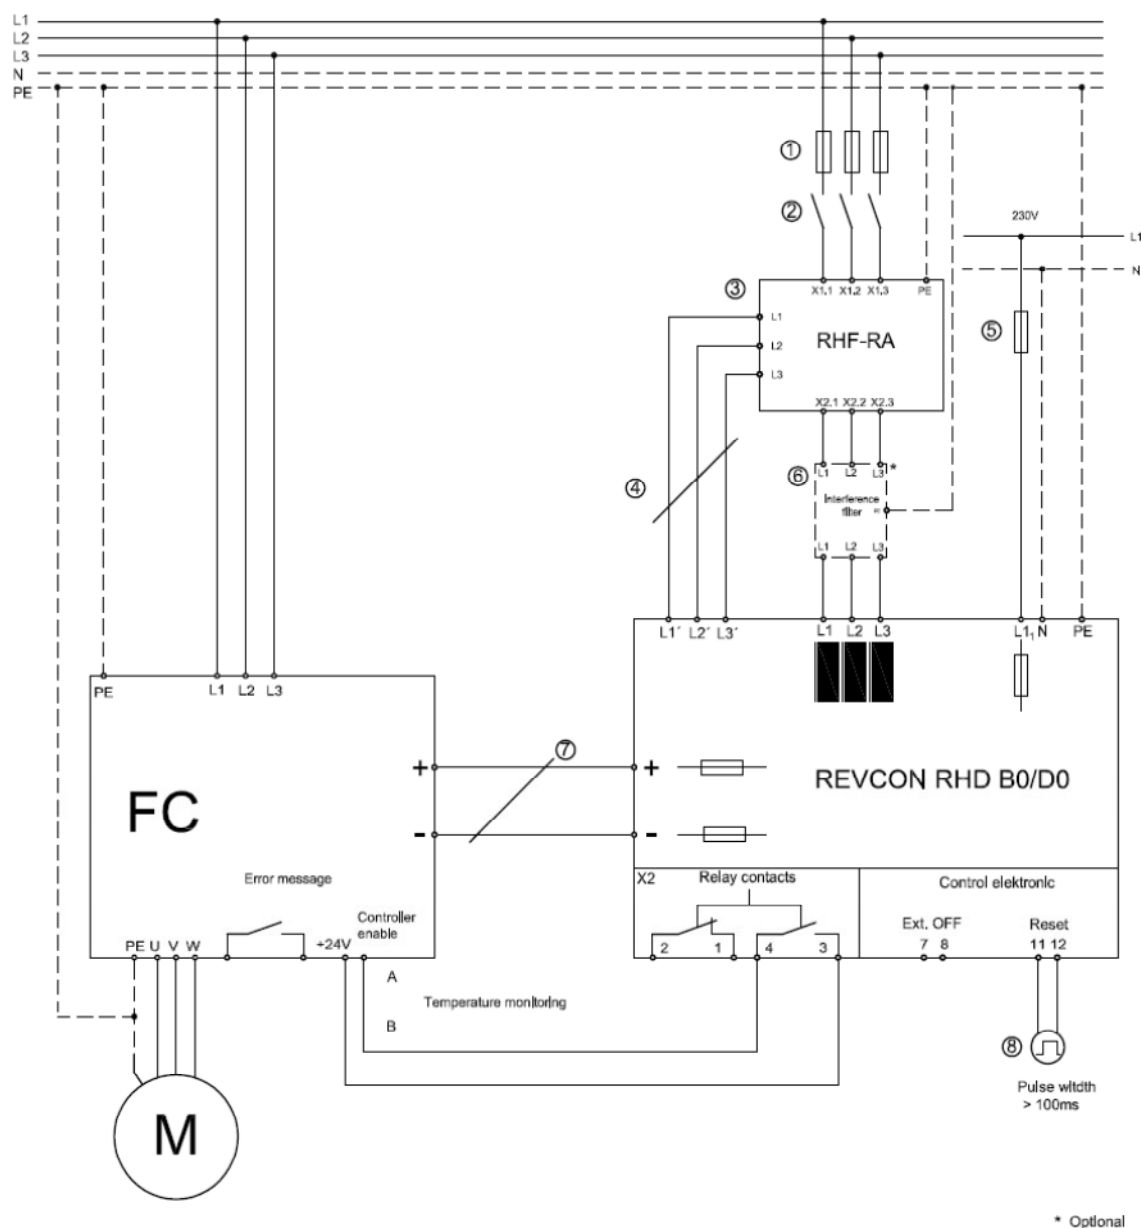 L1
L2
L3
N
PE
1
2
230V
L1
N
3
X1.1 X1.2 X1.3 PE
L1
L2
L3
RHF-RA
5
X2.1 X2.2 X2.3
4
6
L1 L2 L3 *
Interference
filter
L1 L2 L3
L1´ L2´ L3´ L1 L2 L3 L1₁ N PE
PE L1 L2 L3
7
+ +
REVCON RHD B0/D0
FC
- -
Error message
X2 Relay contacts Control elektronic
Controller
enable
Ext. OFF Reset
PE U V W +24V
2 1 4 3 7 8 11 12
A
Temperature monitoring
B
8
Pulse witdth
> 100ms
M
* Optional